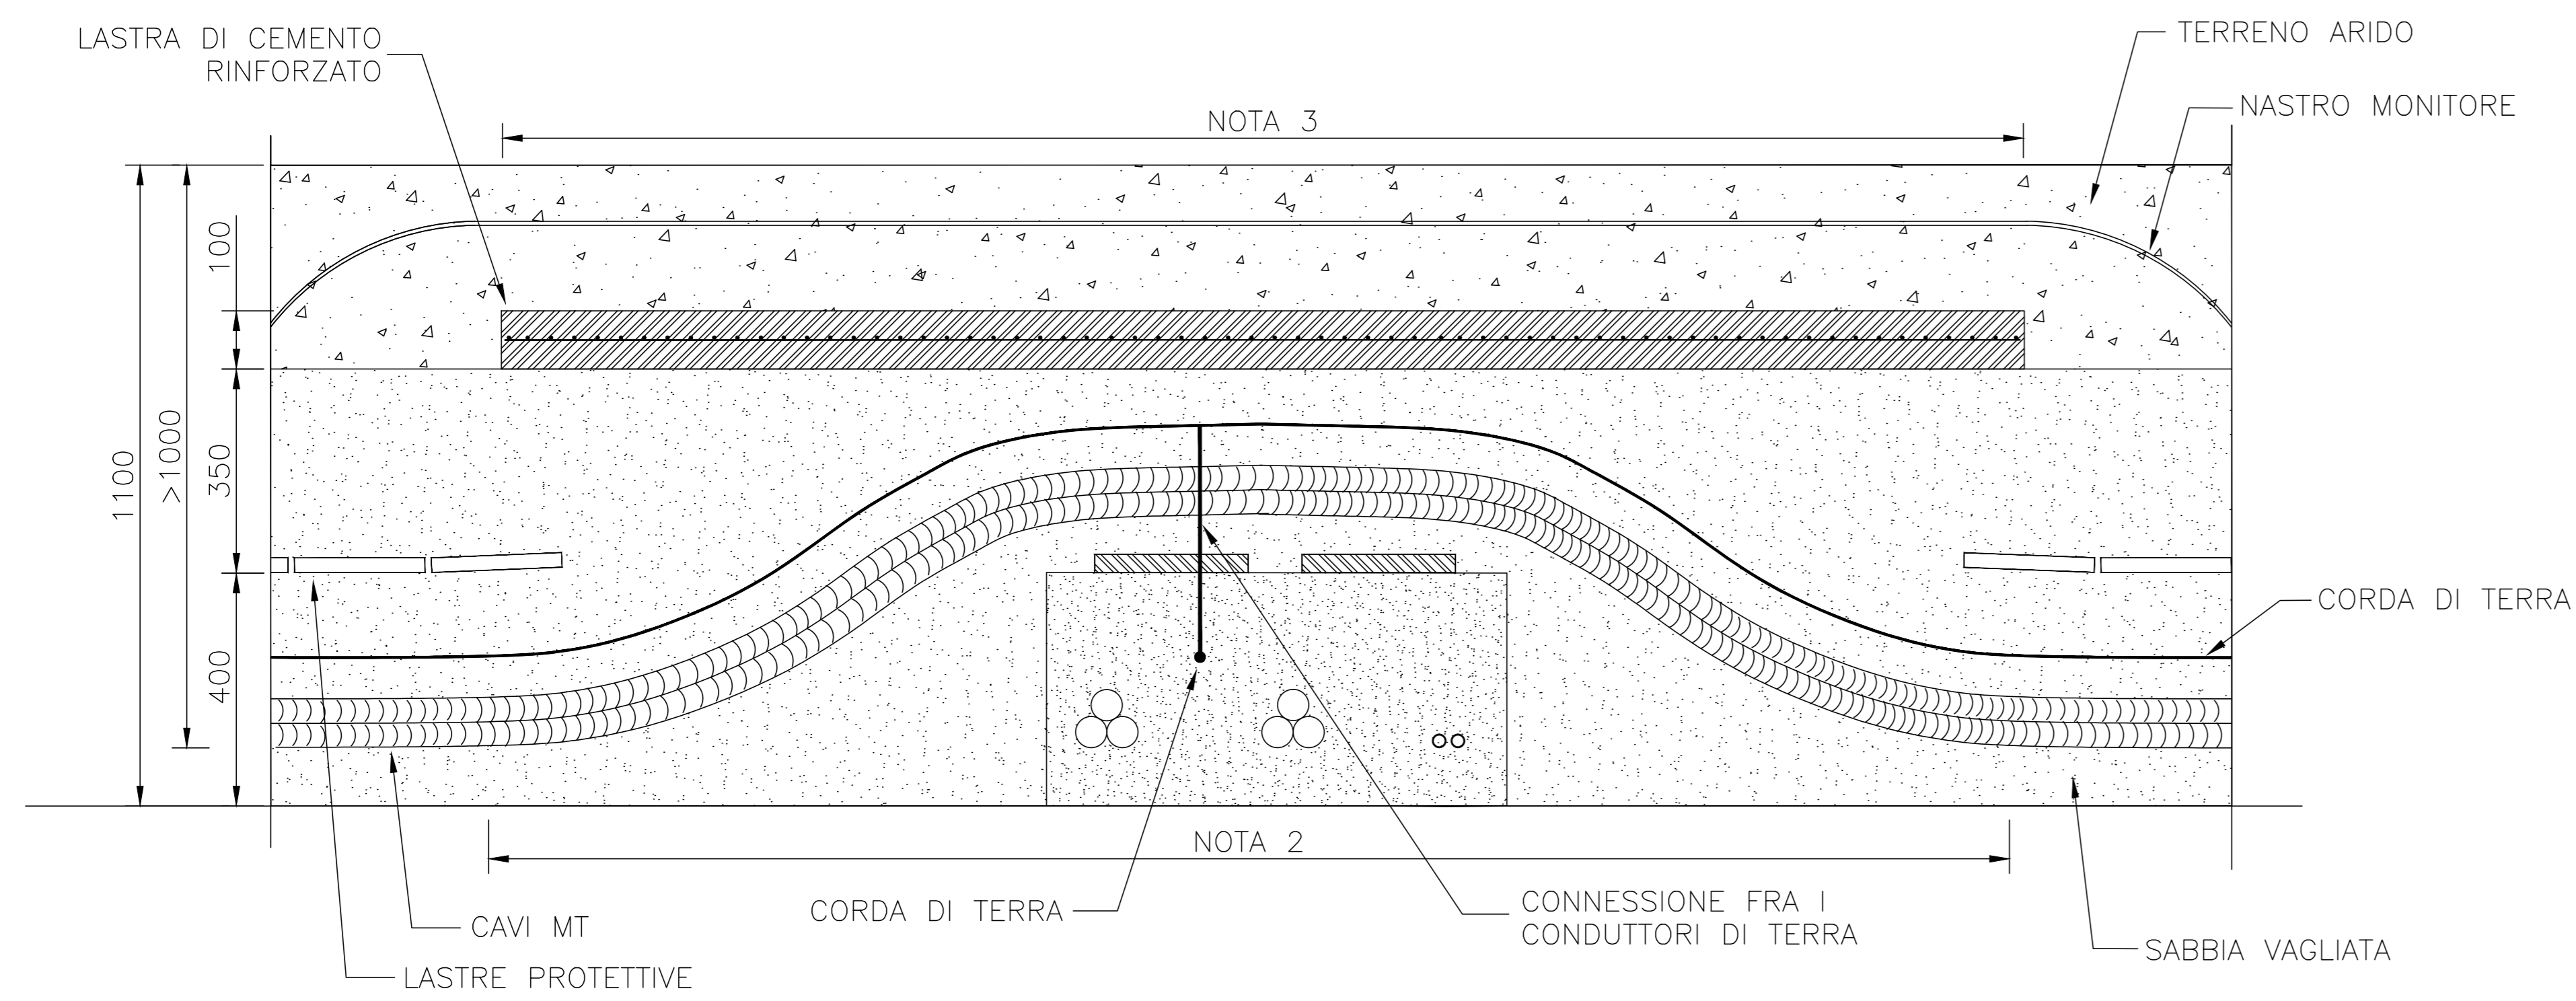 LASTRA DI CEMENTO
RINFORZATO
TERRENO ARIDO
NASTRO MONITORE
NOTA 3
100
1100
>1000
350
400
CORDA DI TERRA
NOTA 2
CORDA DI TERRA
CONNESSIONE FRA I
CONDUTTORI DI TERRA
CAVI MT
LASTRE PROTETTIVE
SABBIA VAGLIATA